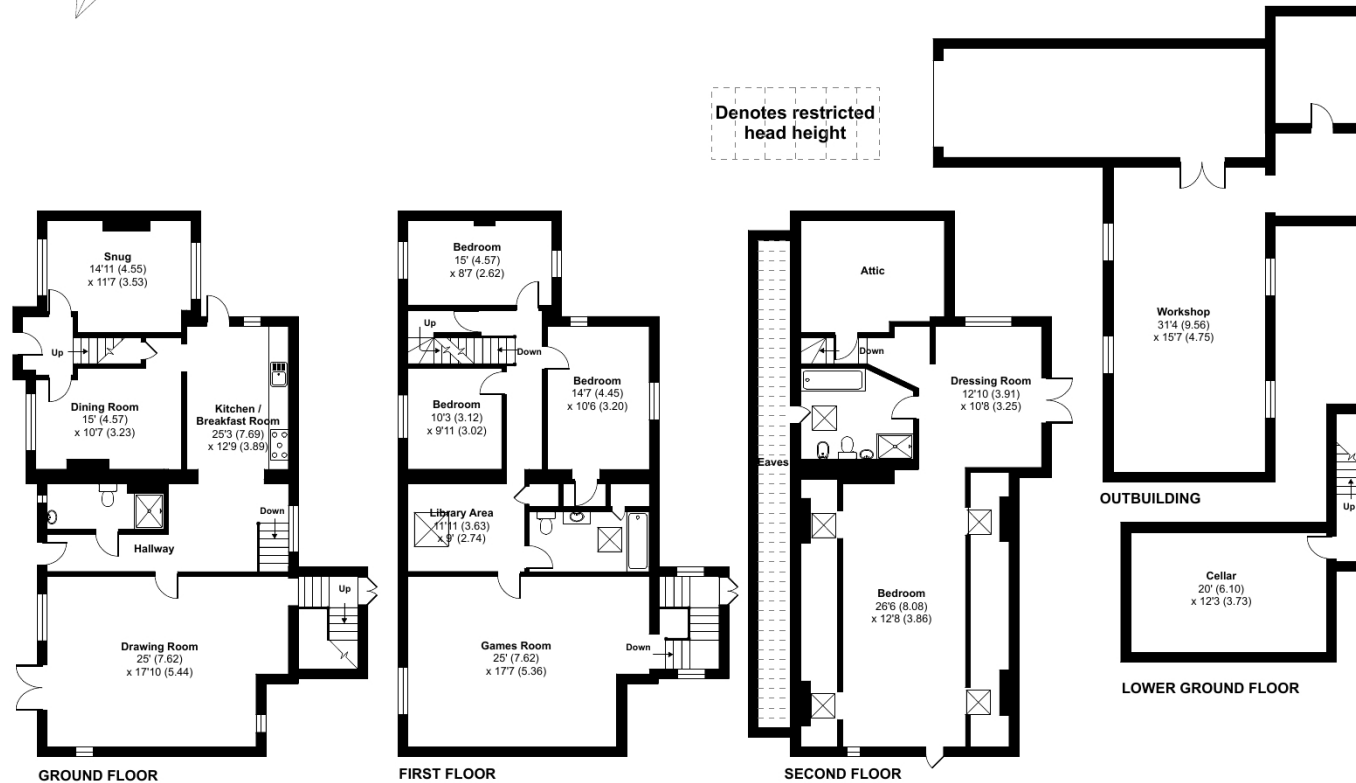 Denotes restricted
head height
Snug
14'11 (4.55)
x 11'7 (3.53)
Up
Dining Room
15' (4.57)
x 10'7 (3.23)
Kitchen /
Breakfast Room
25'3 (7.69)
x 12'9 (3.89)
Down
Hallway
Up
Drawing Room
25' (7.62)
x 17'10 (5.44)
GROUND FLOOR
Bedroom
15' (4.57)
x 8'7 (2.62)
Up
Down
Bedroom
10'3 (3.12)
x 9'11 (3.02)
Bedroom
14'7 (4.45)
x 10'6 (3.20)
Library Area
11'11 (3.63)
x 9' (2.74)
Games Room
25' (7.62)
x 17'7 (5.36)
Down
FIRST FLOOR
Attic
Down
Dressing Room
12'10 (3.91)
x 10'8 (3.25)
Eaves
Bedroom
26'6 (8.08)
x 12'8 (3.86)
SECOND FLOOR
Workshop
31'4 (9.56)
x 15'7 (4.75)
OUTBUILDING
Up
Cellar
20' (6.10)
x 12'3 (3.73)
LOWER GROUND FLOOR